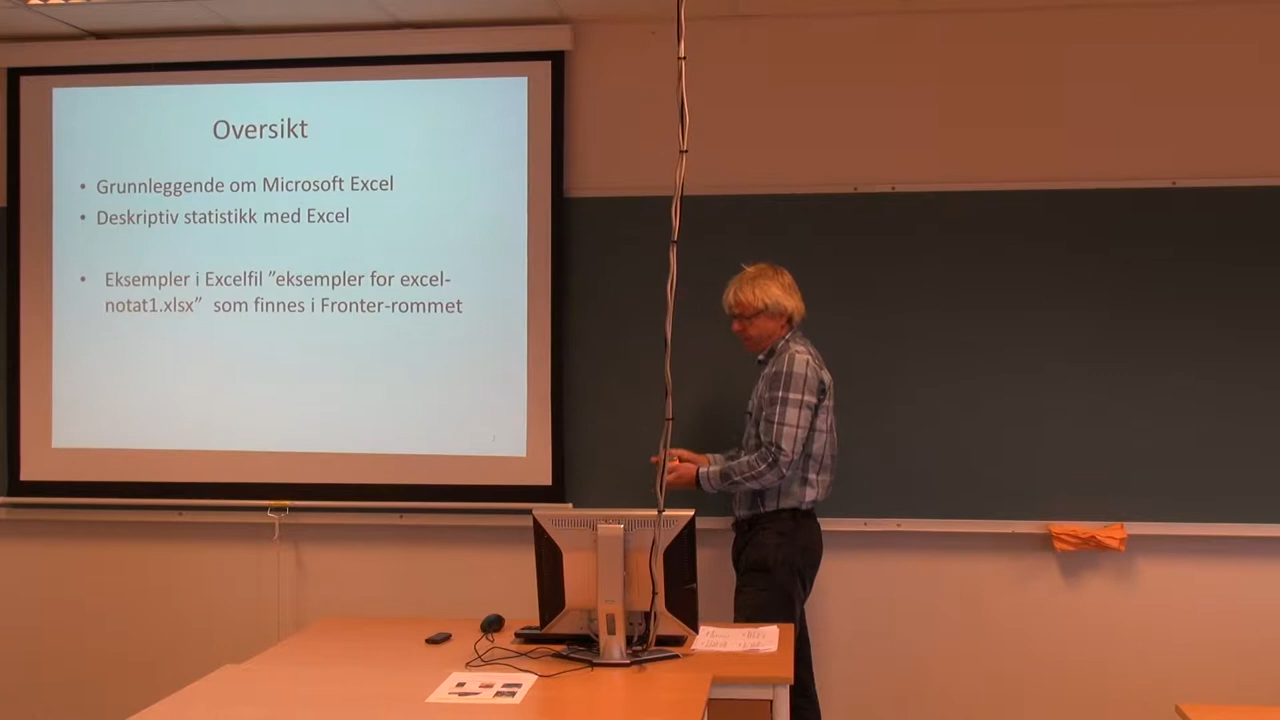 Oversikt
• Grunnleggende om Microsoft Excel
• Deskriptiv statistikk med Excel
• Eksempler i Excelfil ”eksempler for excel-
notat1.xlsx” som finnes i Fronter-rommet